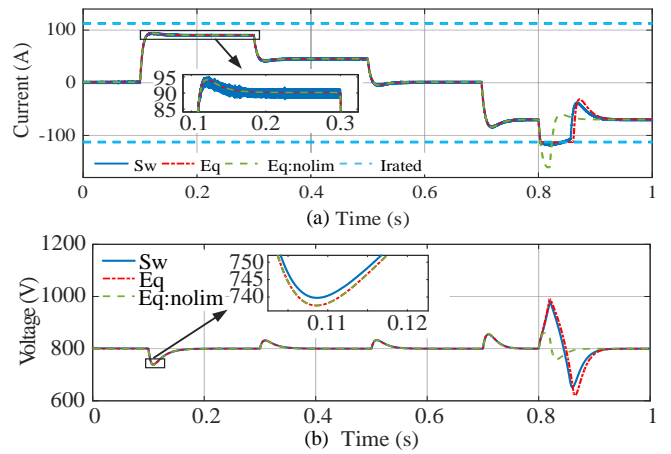 100
0
-100
Current (A)
95
90
85
0.1
0.2
0.3
Sw
Eq
Eq:nolim
Irated
0
0.2
0.4
0.6
0.8
1
(a) Time (s)
1200
1000
800
600
Voltage (V)
Sw
Eq
Eq:nolim
750
745
740
0.11
0.12
0
0.2
0.4
0.6
0.8
1
(b) Time (s)